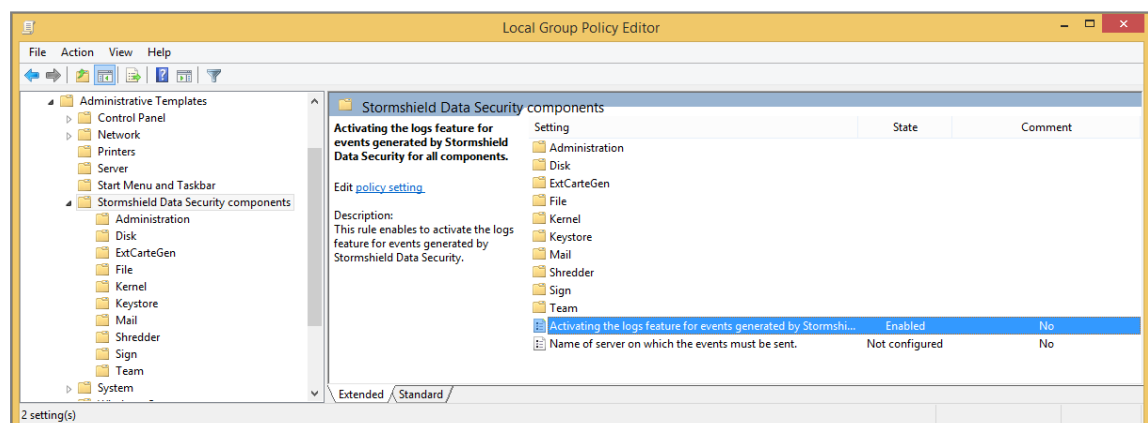 Local Group Policy Editor
File Action View Help
Administrative Templates
Control Panel
Network
Printers
Server
Start Menu and Taskbar
Stormshield Data Security components
Administration
Disk
ExtCarteGen
File
Kernel
Keystore
Mail
Shredder
Sign
Team
System
Stormshield Data Security components
Activating the logs feature for
events generated by Stormshield
Data Security for all components.
Edit policy setting
Description:
This rule enables to activate the logs
feature for events generated by
Stormshield Data Security.
Setting State Comment
Administration
Disk
ExtCarteGen
File
Kernel
Keystore
Mail
Shredder
Sign
Team
Activating the logs feature for events generated by Stormshi... Enabled No
Name of server on which the events must be sent. Not configured No
Extended Standard
2 setting(s)